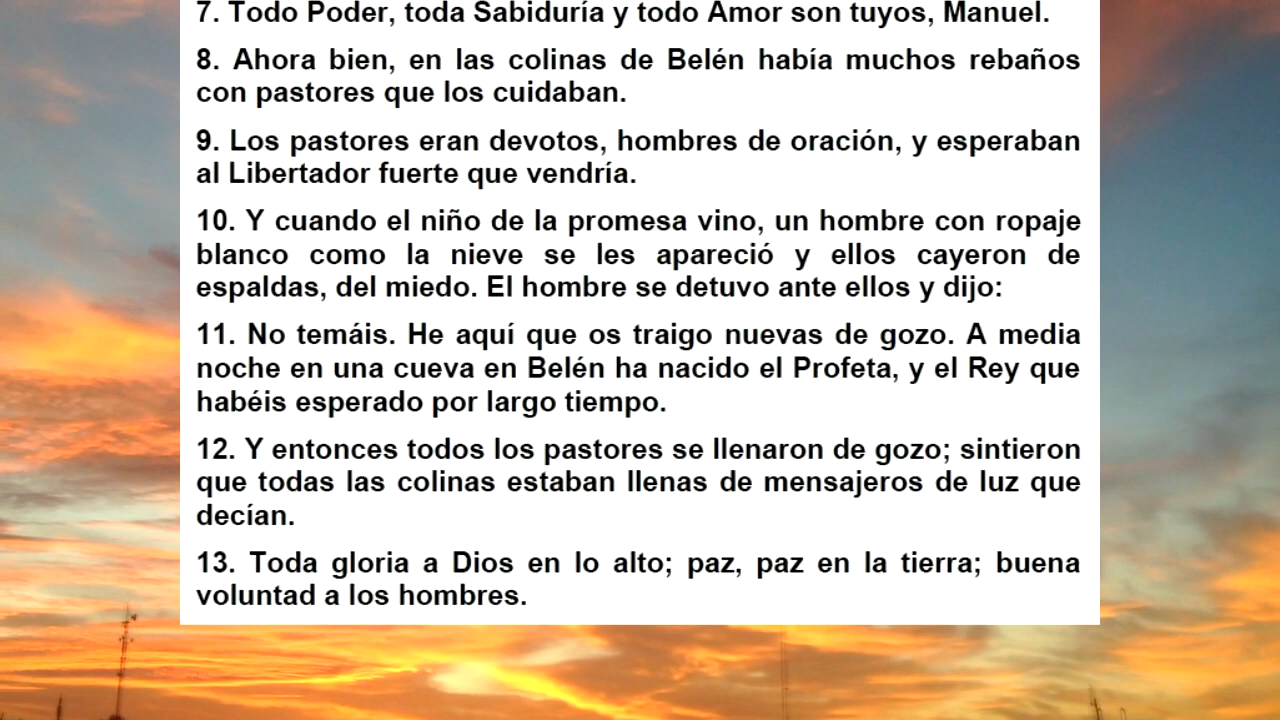 7. Todo Poder, toda Sabiduría y todo Amor son tuyos, Manuel.
8. Ahora bien, en las colinas de Belén había muchos rebaños
con pastores que los cuidaban.
9. Los pastores eran devotos, hombres de oración, y esperaban
al Libertador fuerte que vendría.
10. Y cuando el niño de la promesa vino, un hombre con ropaje
blanco como la nieve se les apareció y ellos cayeron de
espaldas, del miedo. El hombre se detuvo ante ellos y dijo:
11. No temáis. He aquí que os traigo nuevas de gozo. A media
noche en una cueva en Belén ha nacido el Profeta, y el Rey que
habéis esperado por largo tiempo.
12. Y entonces todos los pastores se llenaron de gozo; sintieron
que todas las colinas estaban llenas de mensajeros de luz que
decían.
13. Toda gloria a Dios en lo alto; paz, paz en la tierra; buena
voluntad a los hombres.